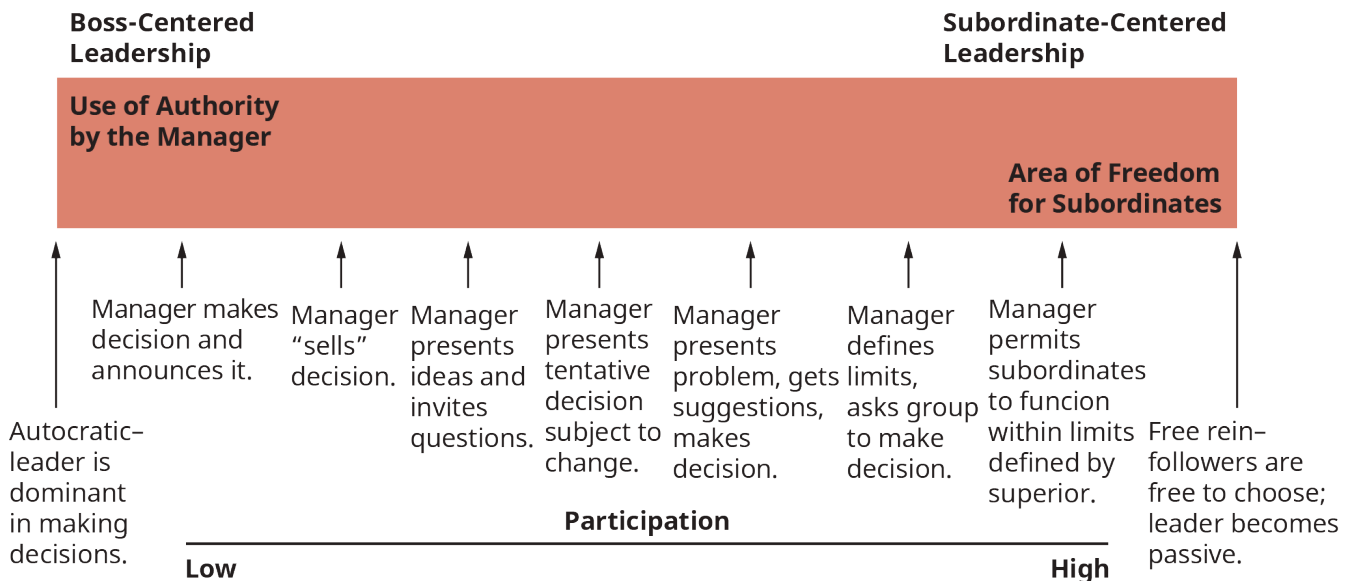 Boss-Centered
Leadership
Subordinate-Centered
Leadership
Use of Authority
by the Manager
Area of Freedom
for Subordinates
Autocratic–
leader is
dominant
in making
decisions.
Manager makes
decision and
announces it.
Manager
“sells”
decision.
Manager
presents
ideas and
invites
questions.
Manager
presents
tentative
decision
subject to
change.
Manager
presents
problem, gets
suggestions,
makes
decision.
Manager
defines
limits,
asks group
to make
decision.
Manager
permits
subordinates
to funcion
within limits
defined by
superior.
Free rein–
followers are
free to choose;
leader becomes
passive.
Participation
Low
High